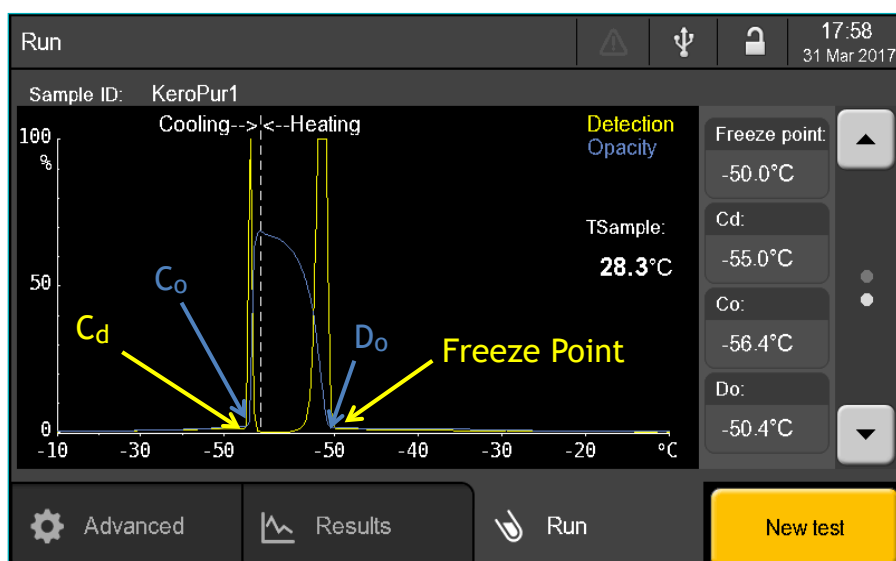 Run
17:58
31 Mar 2017
Sample ID: KeroPur1
Cooling--> <--Heating
Detection
Opacity
100
%
50
0
TSample:
28.3°C
Co
Cd
Do
Freeze Point
-10 -30 -50 -50 -40 -30 -20 °C
Freeze point:
-50.0°C
Cd:
-55.0°C
Co:
-56.4°C
Do:
-50.4°C
Advanced
Results
Run
New test